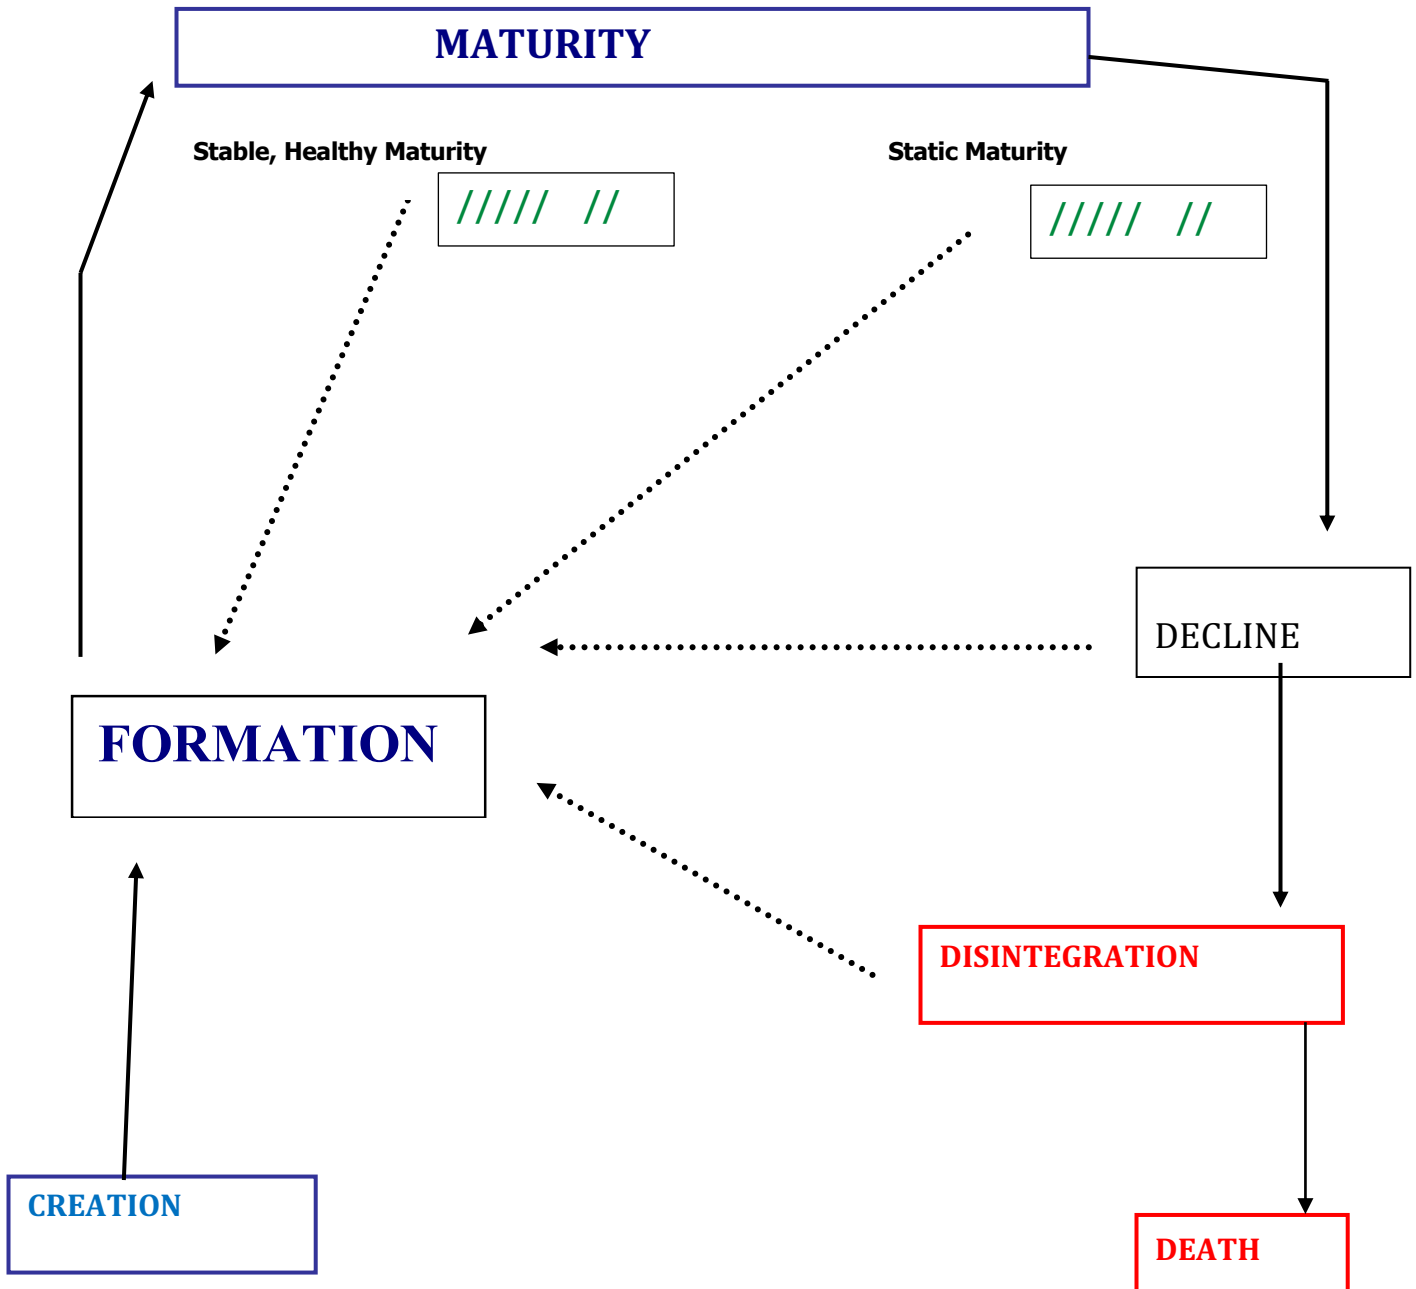 MATURITY
Stable, Healthy Maturity
Static Maturity
///// //
///// //
DECLINE
FORMATION
DISINTEGRATION
CREATION
DEATH